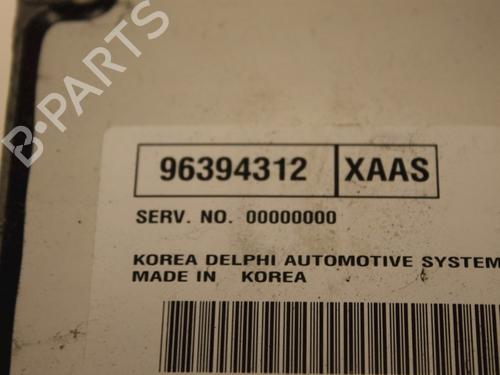 B-PARTS
96394312 XAAS
SERV. NO. 00000000
KOREA DELPHI AUTOMOTIVE SYSTEM
MADE IN KOREA